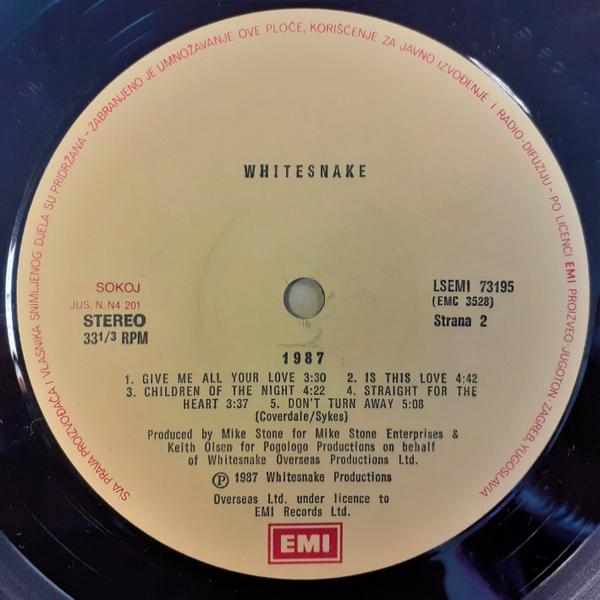 SVA PRAVA PROIZVOĐAČA I VLASNIKA SNIMLJENOG DJELA SU PRIDRŽANA - ZABRANJENO JE UMNOŽAVANJE OVE PLOČE, KORIŠĆENJE ZA JAVNO IZVOĐENJE I RADIO-DIFUZIJU - PO LICENCI EMI PROIZVEO JUGOTON ZAGREB, YUGOSLAVIA
WHITESNAKE
SOKOJ
JUS. N. N4 201
STEREO
33 1/3 RPM
LSEMI 73195
(EMC 3528)
Strana 2
1987
1. GIVE ME ALL YOUR LOVE 3:30 2. IS THIS LOVE 4:42
3. CHILDREN OF THE NIGHT 4:22 4. STRAIGHT FOR THE
HEART 3:37 5. DON'T TURN AWAY 5:08
(Coverdale/Sykes)
Produced by Mike Stone for Mike Stone Enterprises &
Keith Olsen for Pogologo Productions on behalf
of Whitesnake Overseas Productions Ltd.
℗ 1987 Whitesnake Productions
Overseas Ltd. under licence to
EMI Records Ltd.
EMI